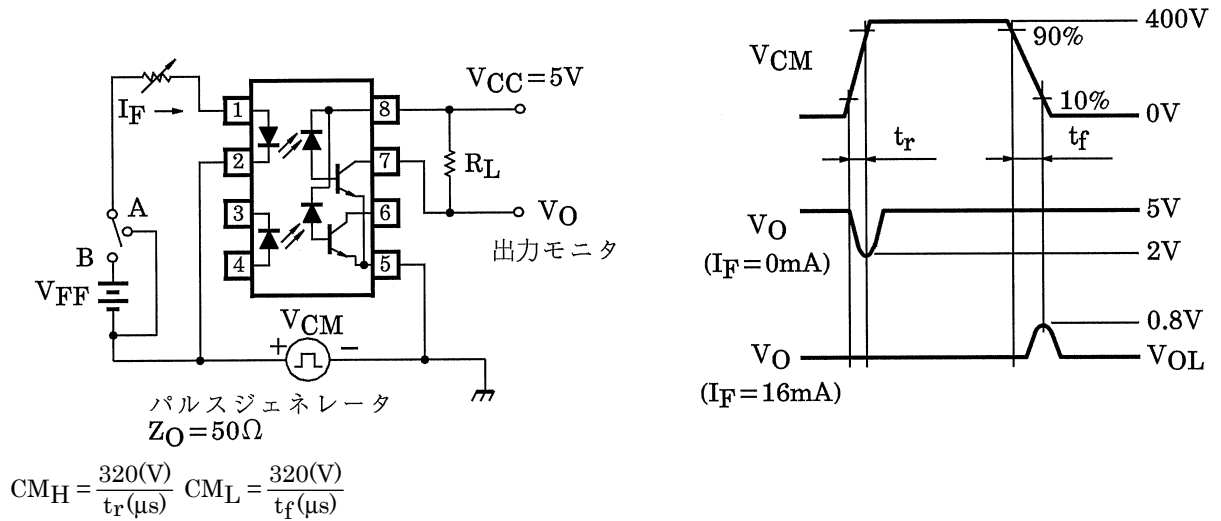 I_F
V_CC=5V
1
2
3
4
8
7
6
5
R_L
V_O
出力モニタ
A
B
V_FF
V_CM
+
−
パルスジェネレータ
Z_O=50Ω
CM_H = 320(V) / t_r(μs) CM_L = 320(V) / t_f(μs)
V_CM
400V
90%
10%
0V
t_r
t_f
V_O
(I_F=0mA)
5V
2V
0.8V
V_O
V_OL
(I_F=16mA)